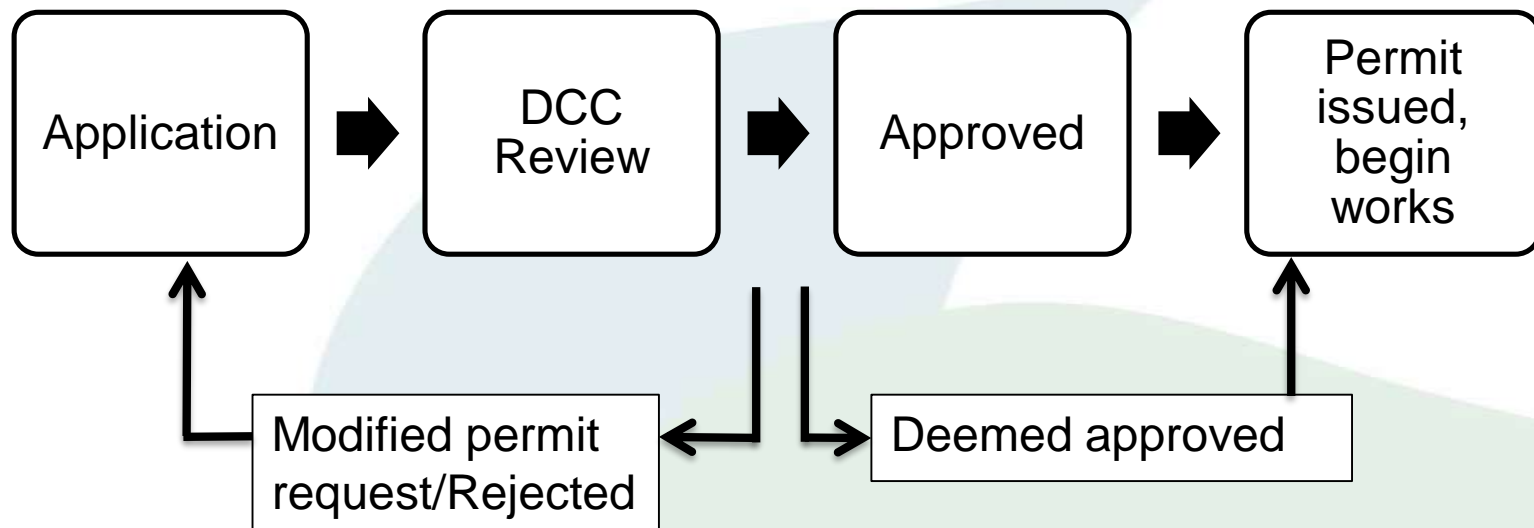 Application
DCC
Review
Approved
Permit
issued,
begin
works
Modified permit
request/Rejected
Deemed approved